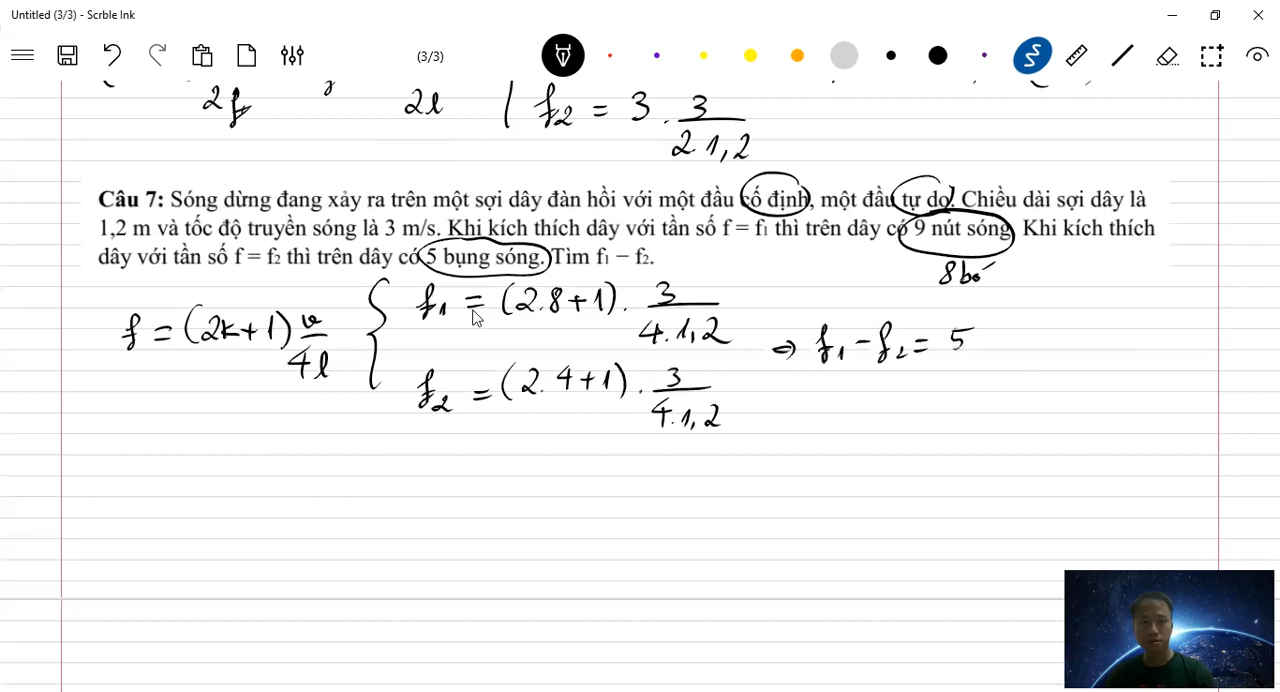 Untitled (3/3) - Scrble Ink
(3/3)
2f 2l f₂ = 3 . 3/(2.1,2)
Câu 7: Sóng dừng đang xảy ra trên một sợi dây đàn hồi với một đầu cố định, một đầu tự do. Chiều dài sợi dây là
1,2 m và tốc độ truyền sóng là 3 m/s. Khi kích thích dây với tần số f = f₁ thì trên dây có 9 nút sóng. Khi kích thích
dây với tần số f = f₂ thì trên dây có 5 bụng sóng. Tìm f₁ − f₂.
8 bó
f = (2k+1) v/4l
f₁ = (2.8+1) . 3/(4.1,2)
f₂ = (2.4+1) . 3/(4.1,2)
⇒ f₁ − f₂ = 5